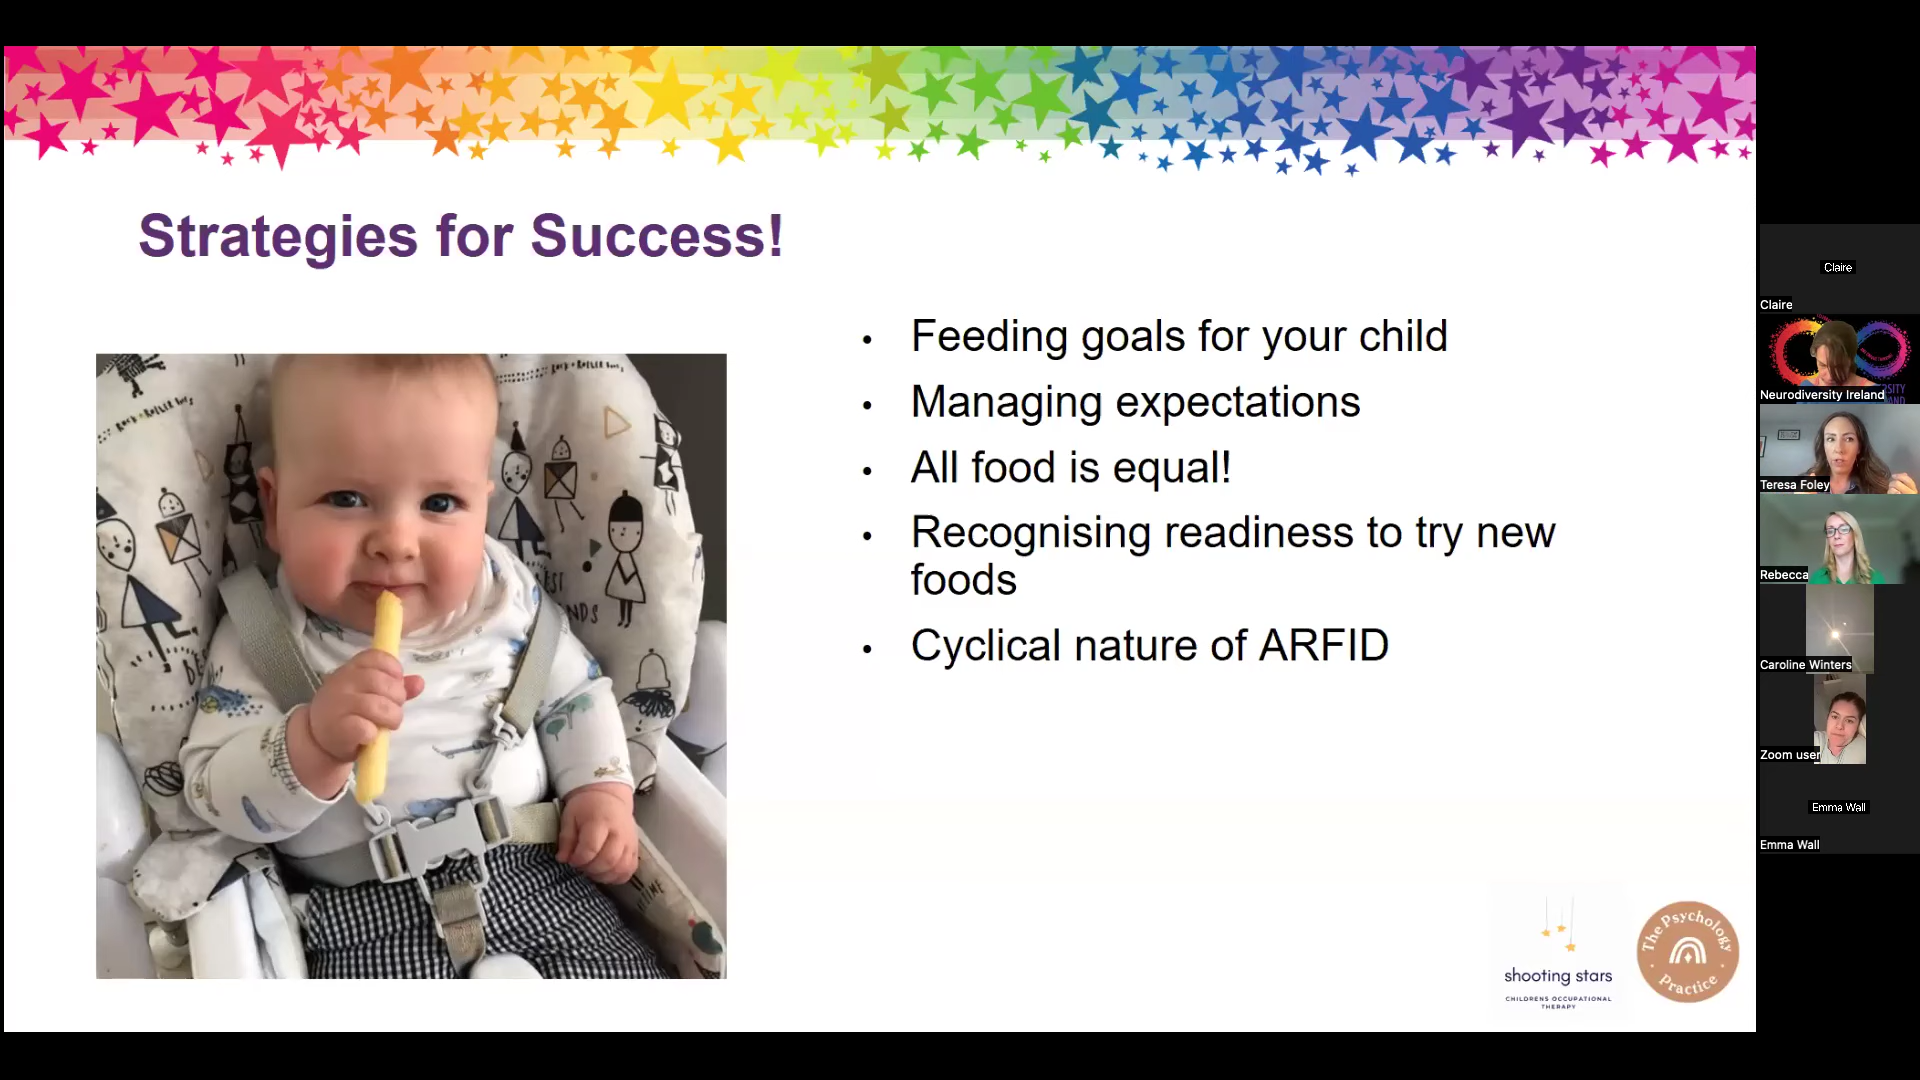 Strategies for Success!
• Feeding goals for your child
• Managing expectations
• All food is equal!
• Recognising readiness to try new
foods
• Cyclical nature of ARFID
shooting stars
CHILDRENS OCCUPATIONAL
THERAPY
The Psychology
Practice
Claire
Claire
Neurodiversity Ireland
Teresa Foley
Rebecca
Caroline Winters
Zoom user
Emma Wall
Emma Wall